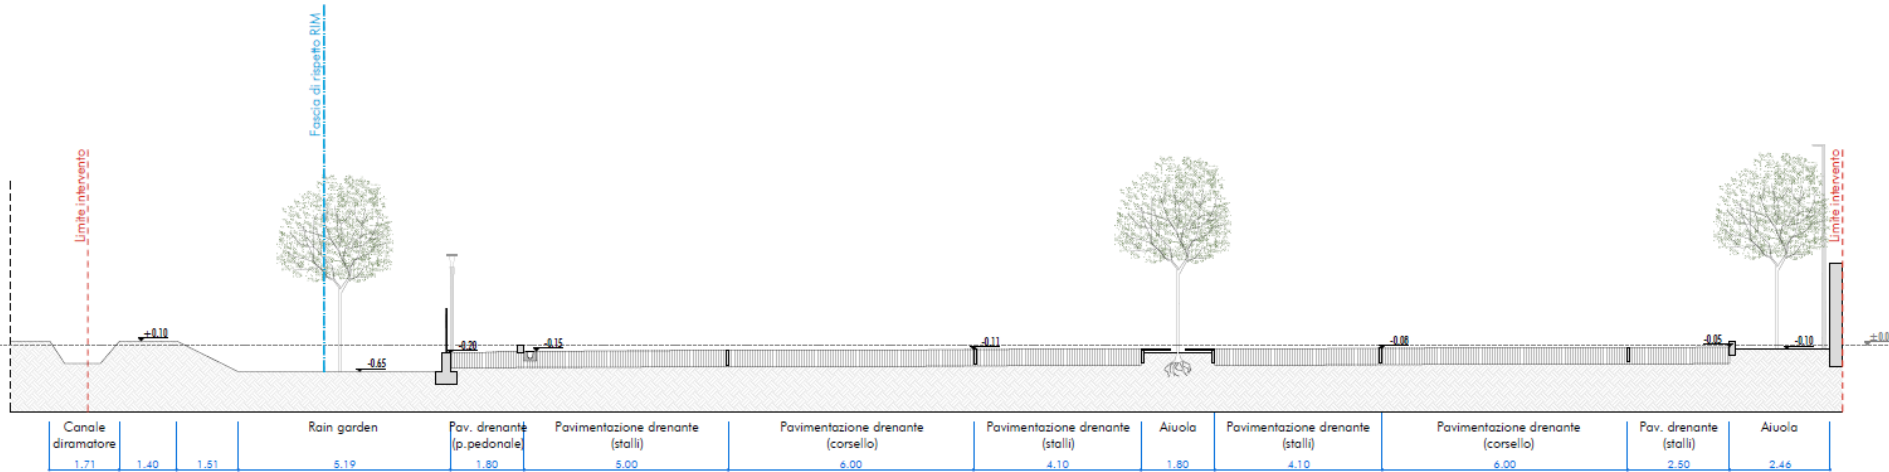 Fascia di rispetto RIM
Limite intervento
Limite intervento
+0.10
-0.65
-0.20
-0.15
-0.11
-0.08
-0.05
-0.10
Canale
diramatore
Rain garden
Pav. drenante
(p.pedonale)
Pavimentazione drenante
(stalli)
Pavimentazione drenante
(corsello)
Pavimentazione drenante
(stalli)
Aiuola
Pavimentazione drenante
(stalli)
Pavimentazione drenante
(corsello)
Pav. drenante
(stalli)
Aiuola
1.71
1.40
1.51
5.19
1.80
5.00
6.00
4.10
1.80
4.10
6.00
2.50
2.46